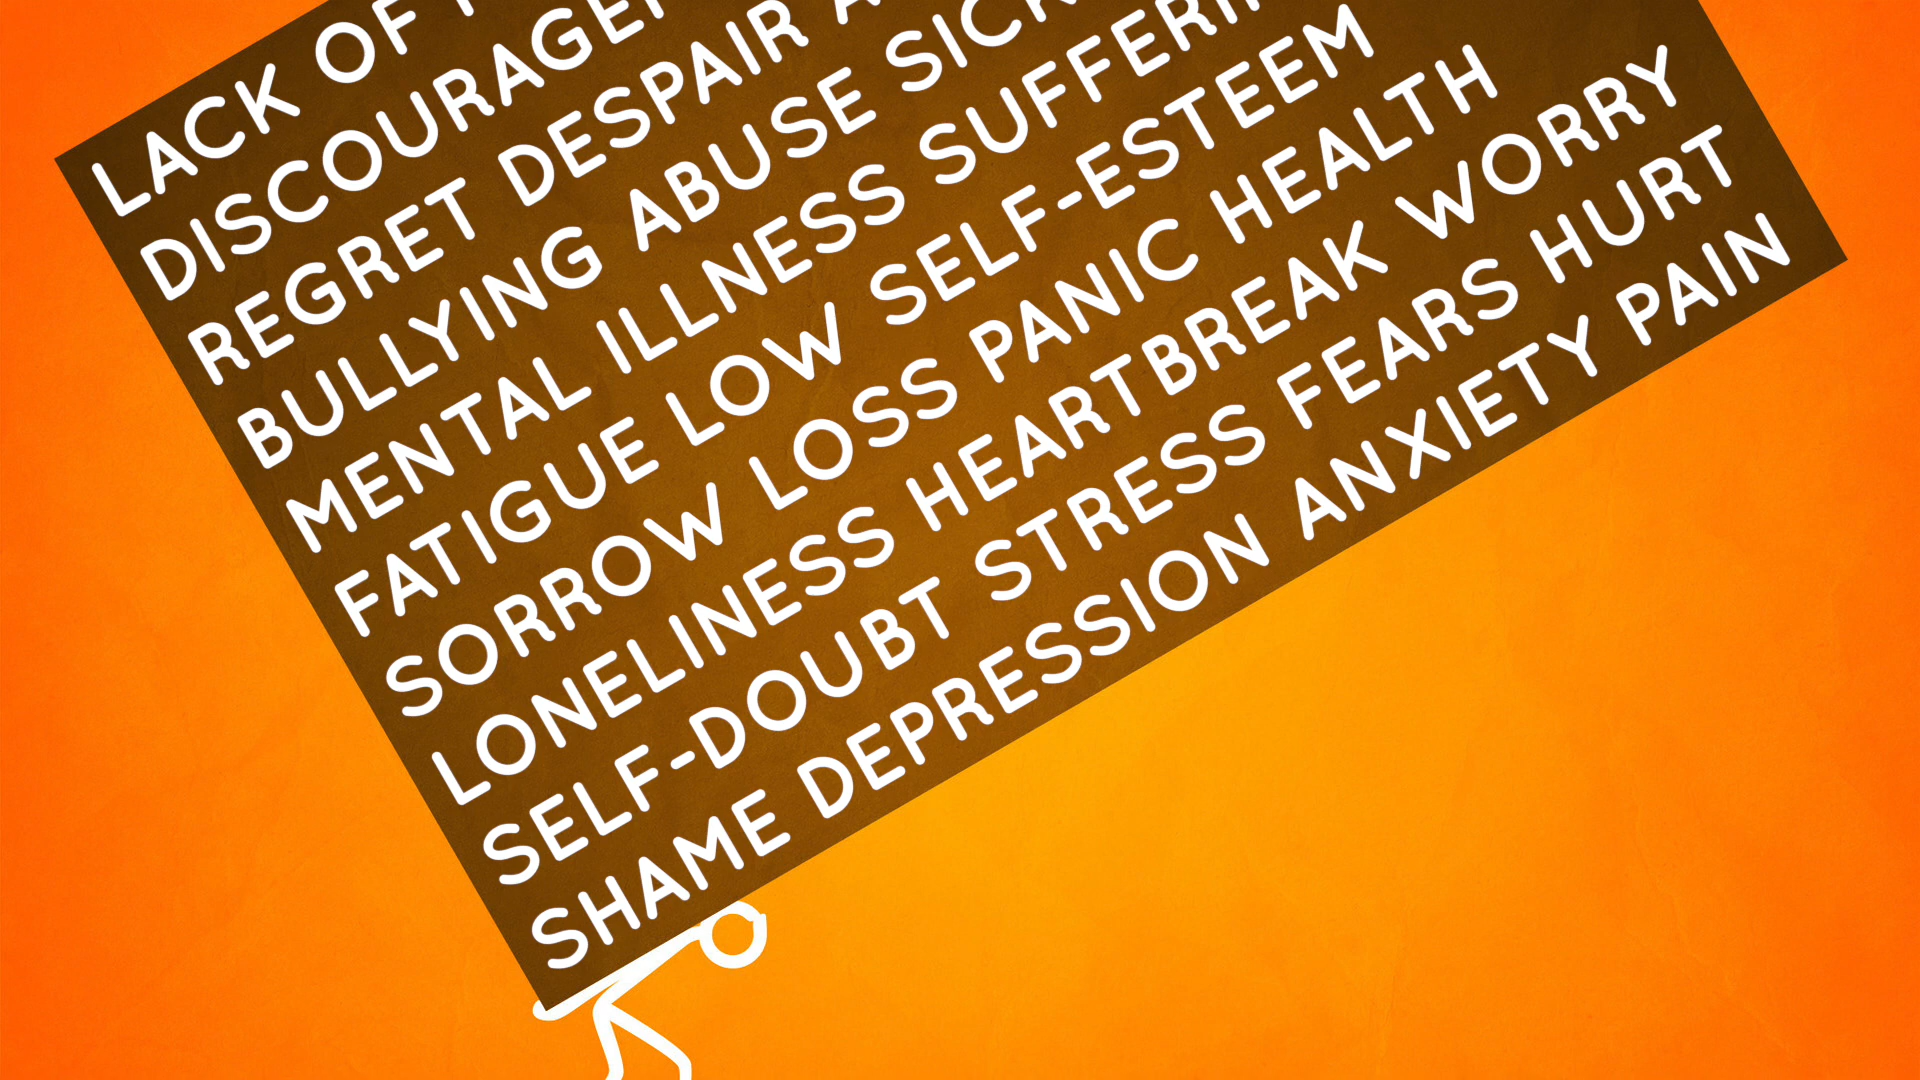 LACK OF
REGRET DESPAIR
BULLYING ABUSE
MENTAL ILLNESS
FATIGUE LOW SELF-ESTEEM
SORROW LOSS PANIC HEALTH
LONELINESS HEARTBREAK WORRY
SELF-DOUBT STRESS FEARS HURT
SHAME DEPRESSION ANXIETY PAIN